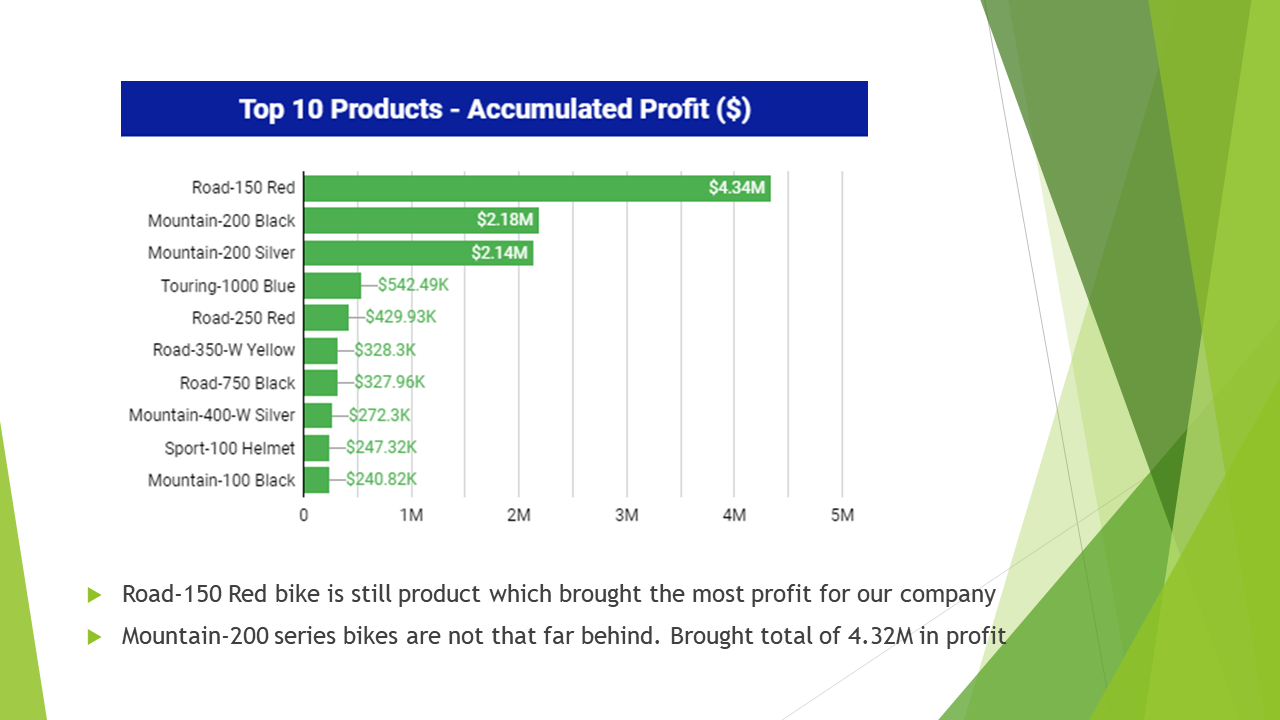 Top 10 Products - Accumulated Profit ($)
Road-150 Red $4.34M
Mountain-200 Black $2.18M
Mountain-200 Silver $2.14M
Touring-1000 Blue $542.49K
Road-250 Red $429.93K
Road-350-W Yellow $328.3K
Road-750 Black $327.96K
Mountain-400-W Silver $272.3K
Sport-100 Helmet $247.32K
Mountain-100 Black $240.82K
0 1M 2M 3M 4M 5M
Road-150 Red bike is still product which brought the most profit for our company
Mountain-200 series bikes are not that far behind. Brought total of 4.32M in profit